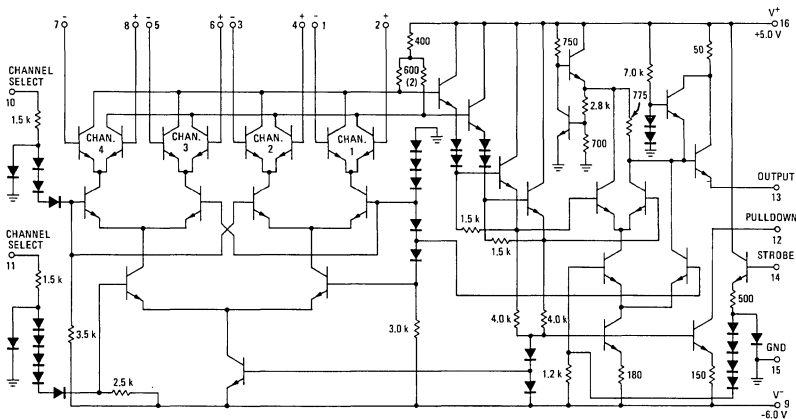 7 -
8 +
- 5
6 +
- 3
4 +
- 1
2 +
V+
16
+5.0 V
400
600
(2)
750
7.0 k
50
CHANNEL
SELECT
10
1.5 k
2.8 k
775
700
CHAN.
4
CHAN.
3
CHAN.
2
CHAN.
1
OUTPUT
13
PULLDOWN
12
CHANNEL
SELECT
11
1.5 k
1.5 k
1.5 k
STROBE
14
500
3.5 k
3.0 k
4.0 k
4.0 k
GND
15
2.5 k
1.2 k
180
150
V-
9
-6.0 V